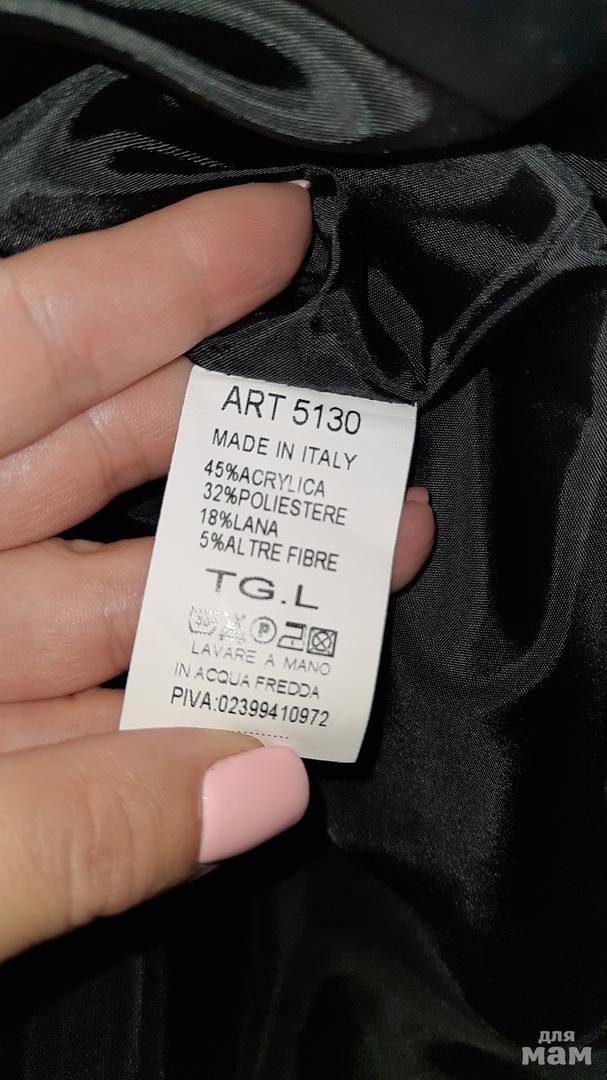 ART 5130
MADE IN ITALY
45%ACRYLICA
32%POLIESTERE
18%LANA
5%ALTRE FIBRE
TG.L
30 P
LAVARE A MANO
IN ACQUA FREDDA
PIVA:02399410972
для
мам